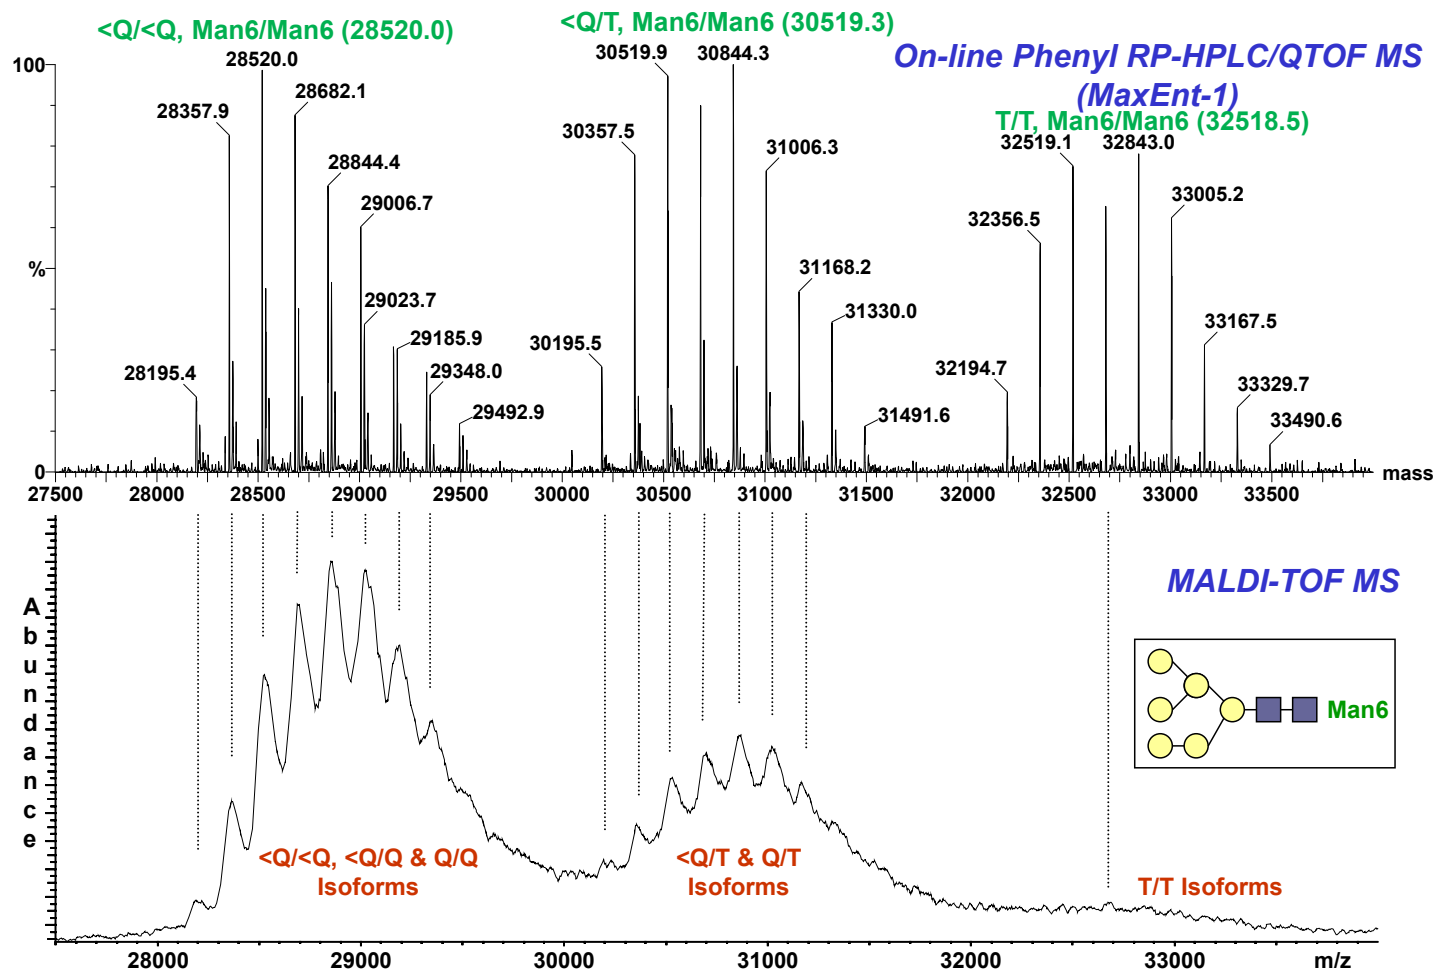 <Q/<Q, Man6/Man6 (28520.0)
<Q/T, Man6/Man6 (30519.3)
On-line Phenyl RP-HPLC/QTOF MS
(MaxEnt-1)
T/T, Man6/Man6 (32518.5)
100
%
0
28195.4
28357.9
28520.0
28682.1
28844.4
29006.7
29023.7
29185.9
29348.0
29492.9
30195.5
30357.5
30519.9
30844.3
31006.3
31168.2
31330.0
31491.6
32194.7
32356.5
32519.1
32843.0
33005.2
33167.5
33329.7
33490.6
27500 28000 28500 29000 29500 30000 30500 31000 31500 32000 32500 33000 33500
mass
MALDI-TOF MS
Man6
Abundance
<Q/<Q, <Q/Q & Q/Q
Isoforms
<Q/T & Q/T
Isoforms
T/T Isoforms
28000 29000 30000 31000 32000 33000 m/z